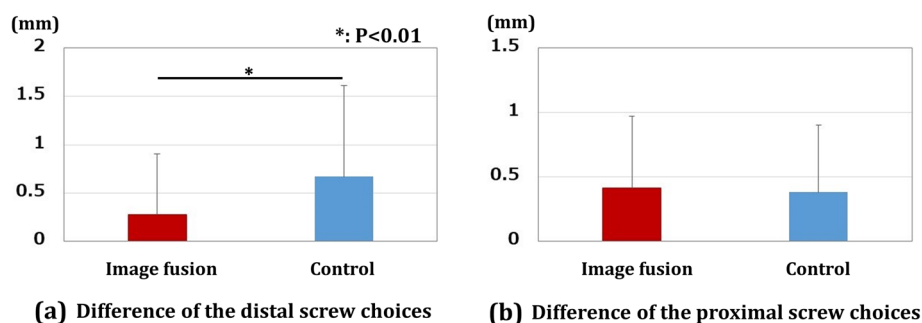 (mm)
*: P<0.01
2
1.5
1
0.5
0
*
Image fusion Control
(a) Difference of the distal screw choices
(mm)
1.5
1
0.5
0
Image fusion Control
(b) Difference of the proximal screw choices